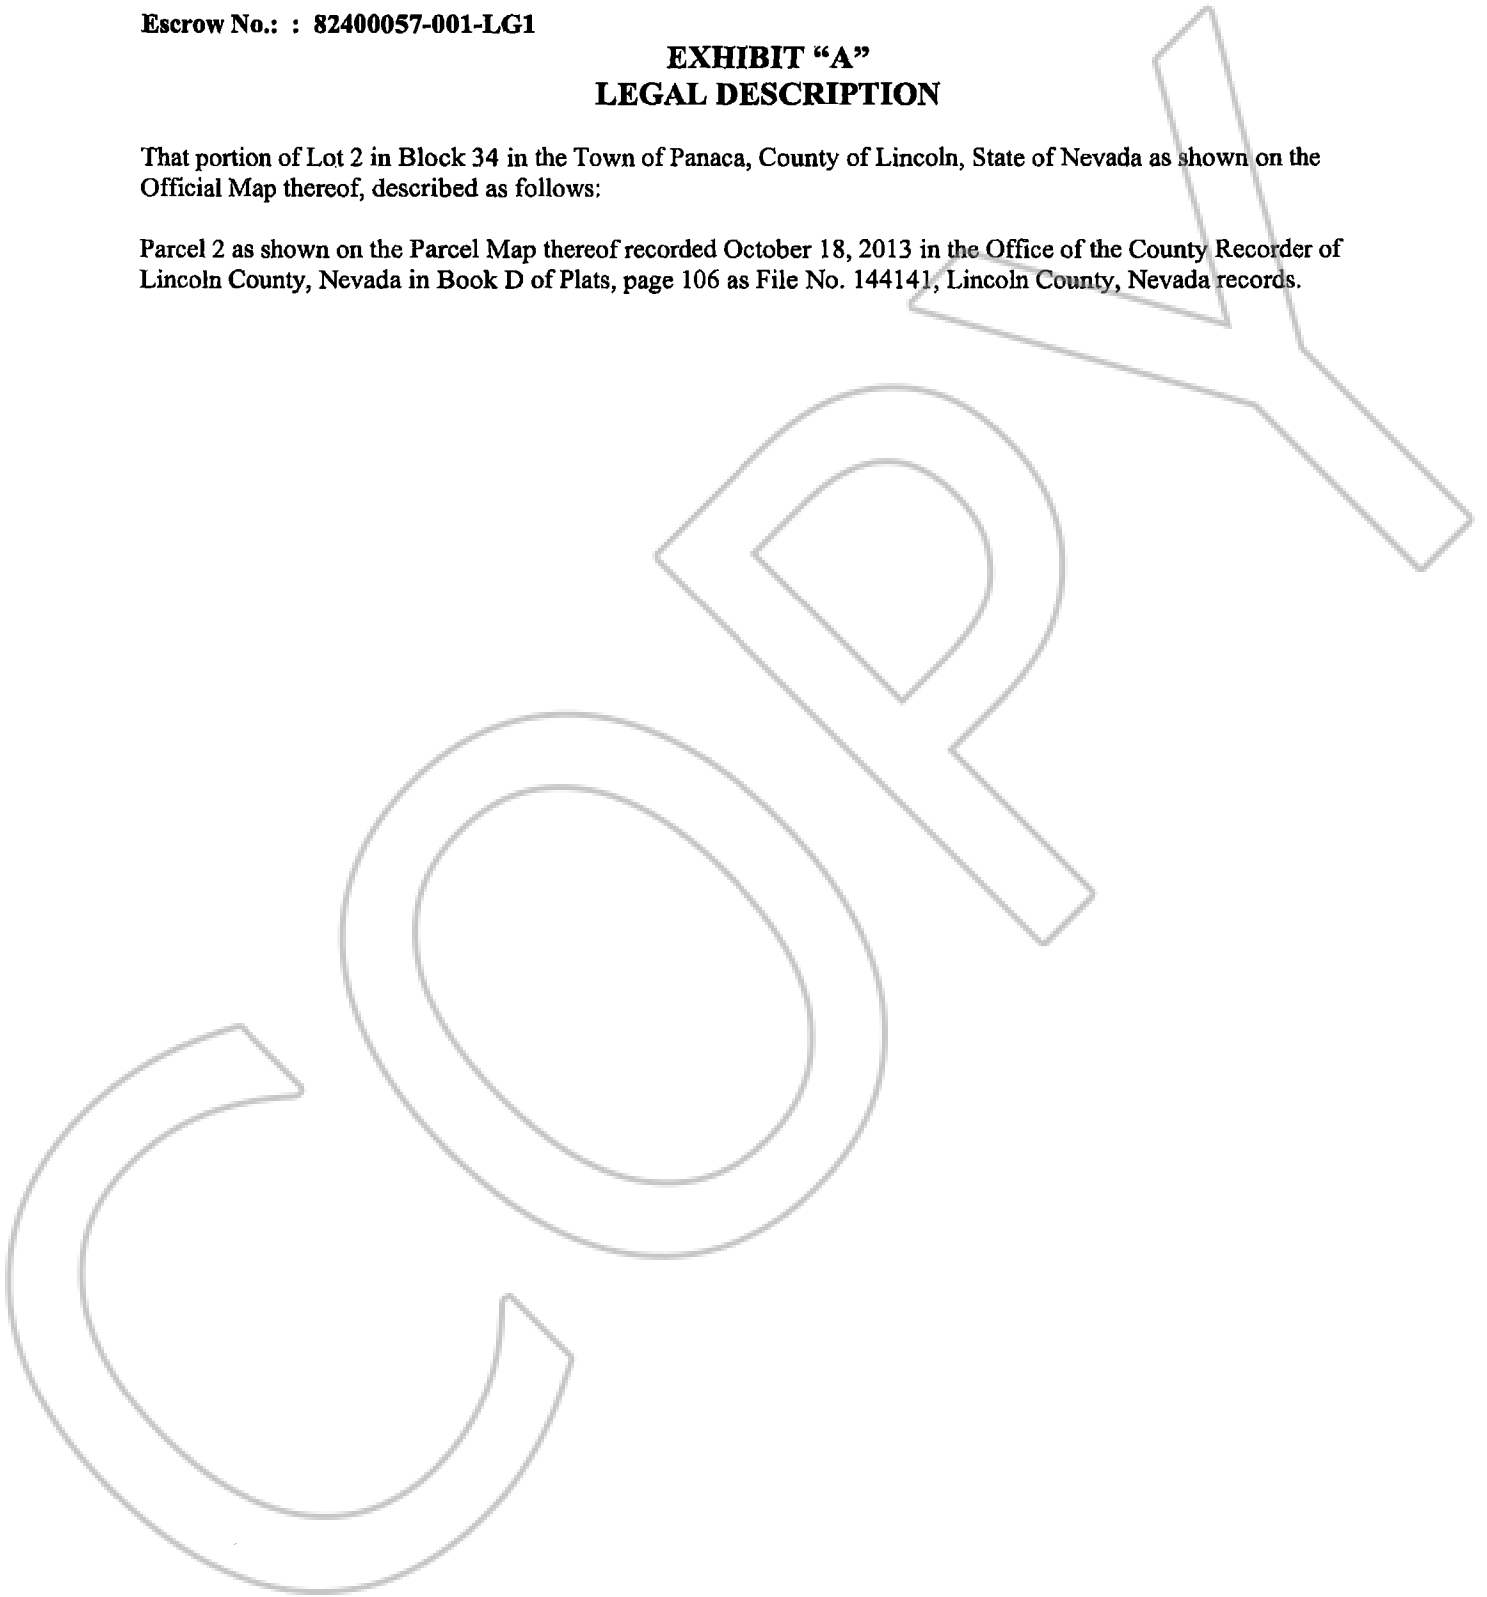 Escrow No.: : 82400057-001-LG1
EXHIBIT “A”
LEGAL DESCRIPTION
That portion of Lot 2 in Block 34 in the Town of Panaca, County of Lincoln, State of Nevada as shown on the
Official Map thereof, described as follows:
Parcel 2 as shown on the Parcel Map thereof recorded October 18, 2013 in the Office of the County Recorder of
Lincoln County, Nevada in Book D of Plats, page 106 as File No. 144141, Lincoln County, Nevada records.
COPY